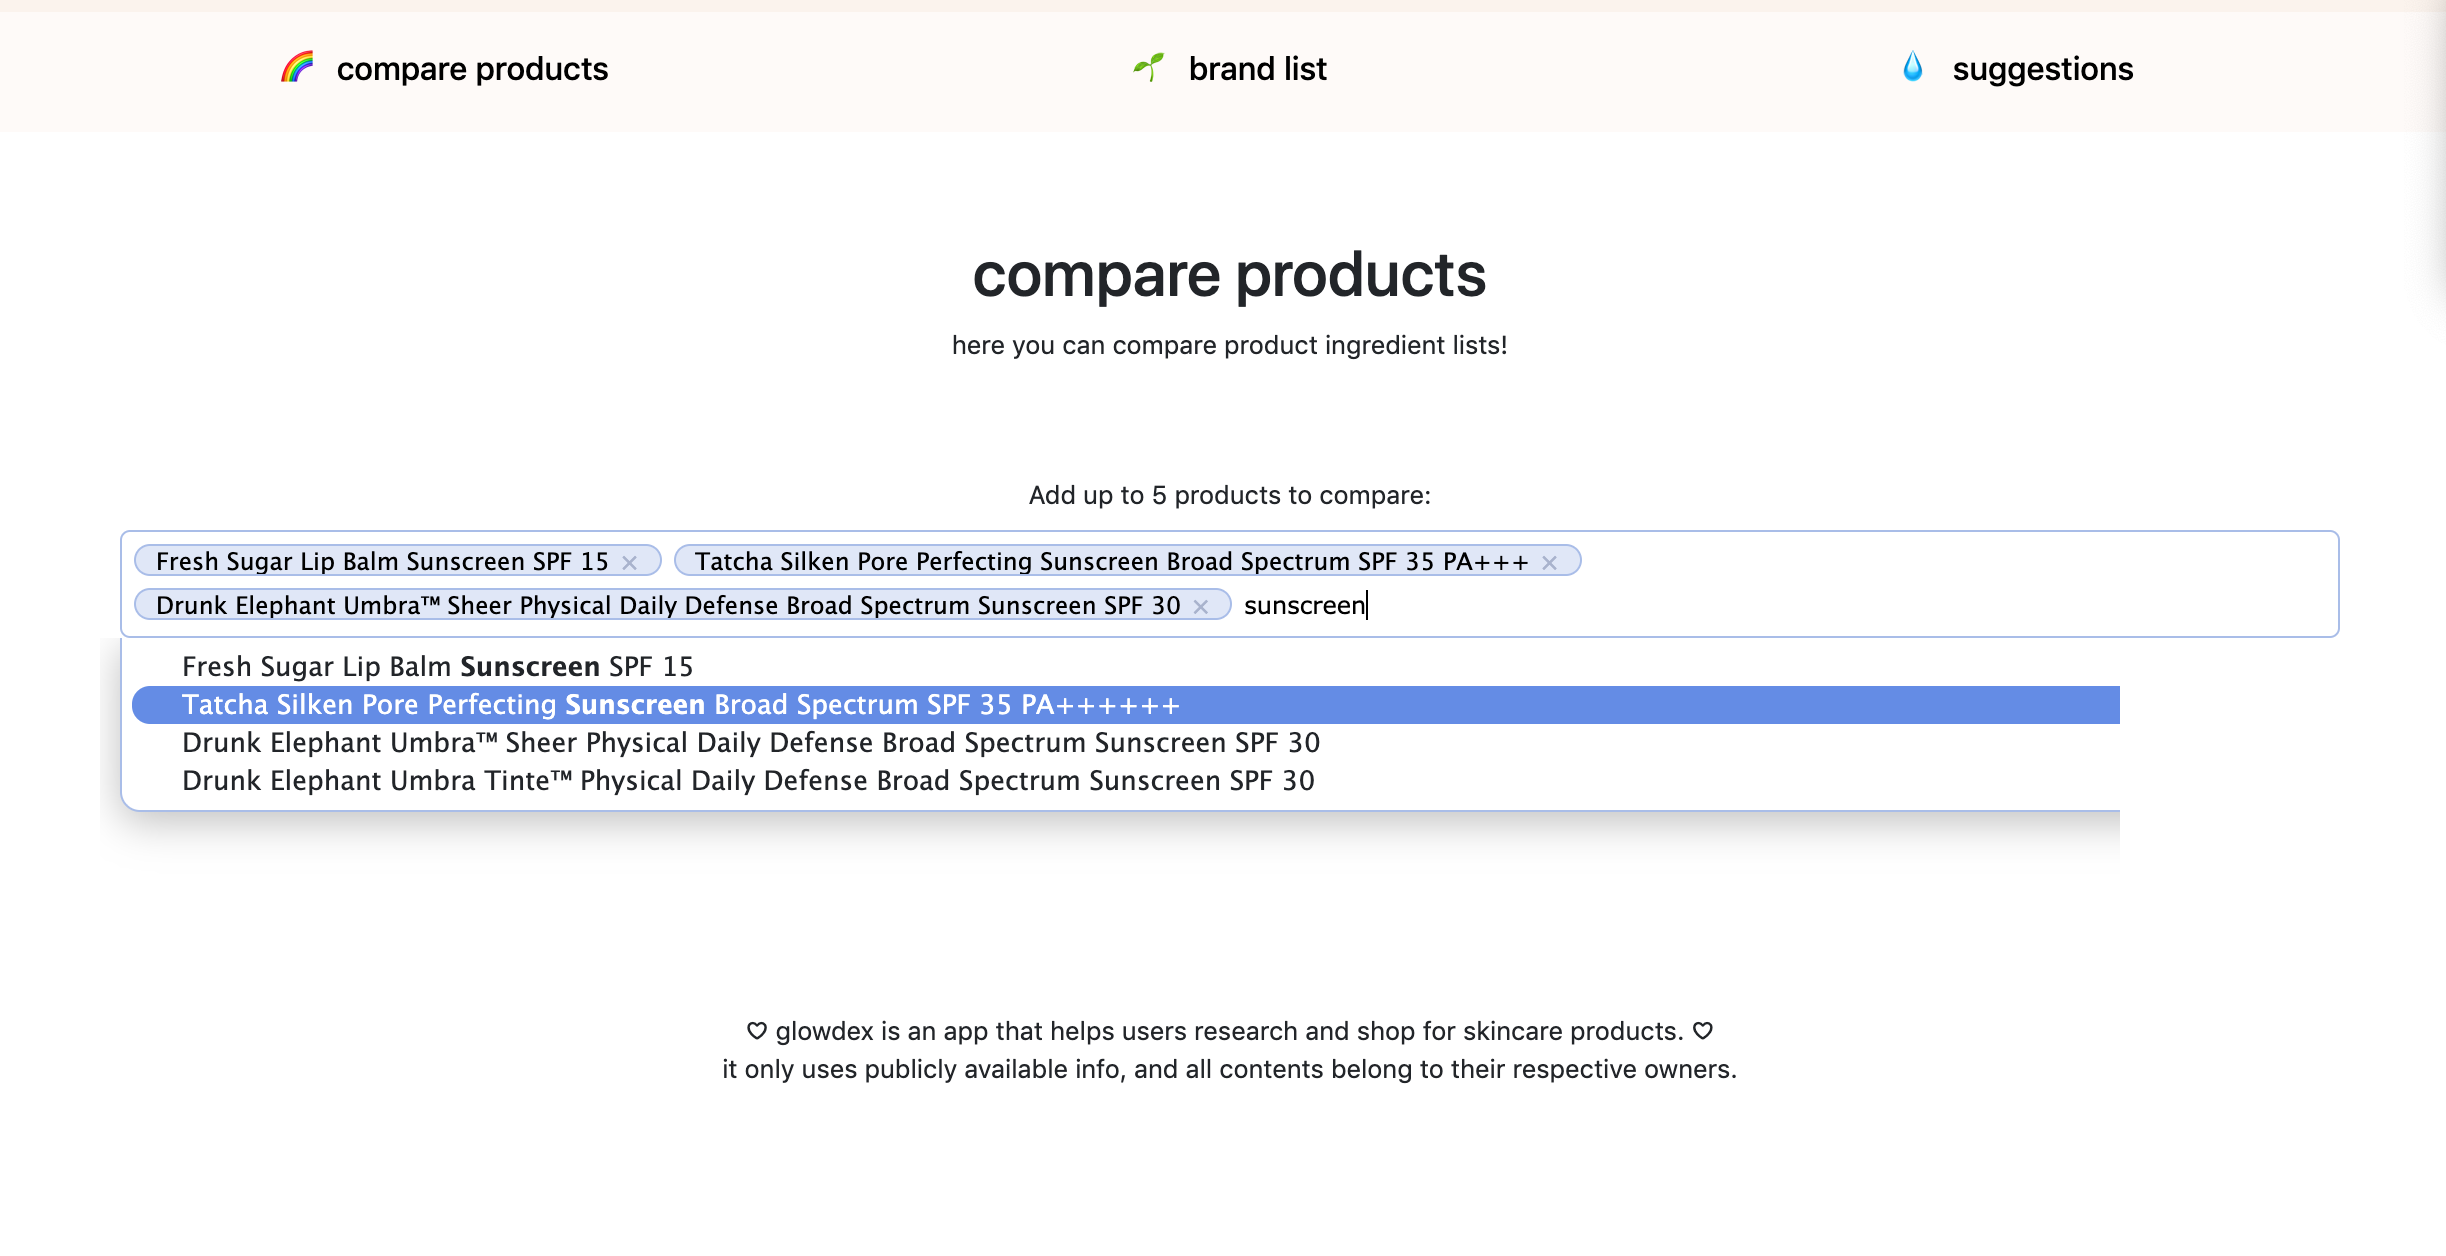 🌈 compare products 🌱 brand list 💧 suggestions
compare products
here you can compare product ingredient lists!
Add up to 5 products to compare:
Fresh Sugar Lip Balm Sunscreen SPF 15 × Tatcha Silken Pore Perfecting Sunscreen Broad Spectrum SPF 35 PA+++ ×
Drunk Elephant Umbra™ Sheer Physical Daily Defense Broad Spectrum Sunscreen SPF 30 × sunscreen
Fresh Sugar Lip Balm Sunscreen SPF 15
Tatcha Silken Pore Perfecting Sunscreen Broad Spectrum SPF 35 PA++++++
Drunk Elephant Umbra™ Sheer Physical Daily Defense Broad Spectrum Sunscreen SPF 30
Drunk Elephant Umbra Tinte™ Physical Daily Defense Broad Spectrum Sunscreen SPF 30
♡ glowdex is an app that helps users research and shop for skincare products. ♡
it only uses publicly available info, and all contents belong to their respective owners.